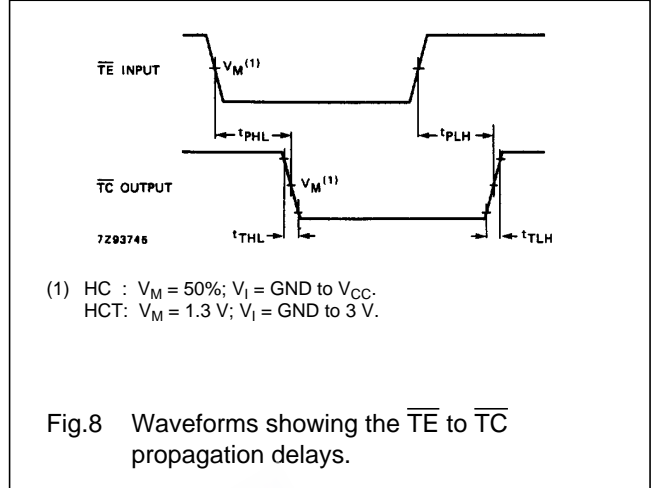 TE INPUT
VM(1)
tPHL
tPLH
TC OUTPUT
VM(1)
7Z93746
tTHL
tTLH
(1) HC : VM = 50%; VI = GND to VCC.
HCT: VM = 1.3 V; VI = GND to 3 V.
Fig.8 Waveforms showing the TE to TC
propagation delays.